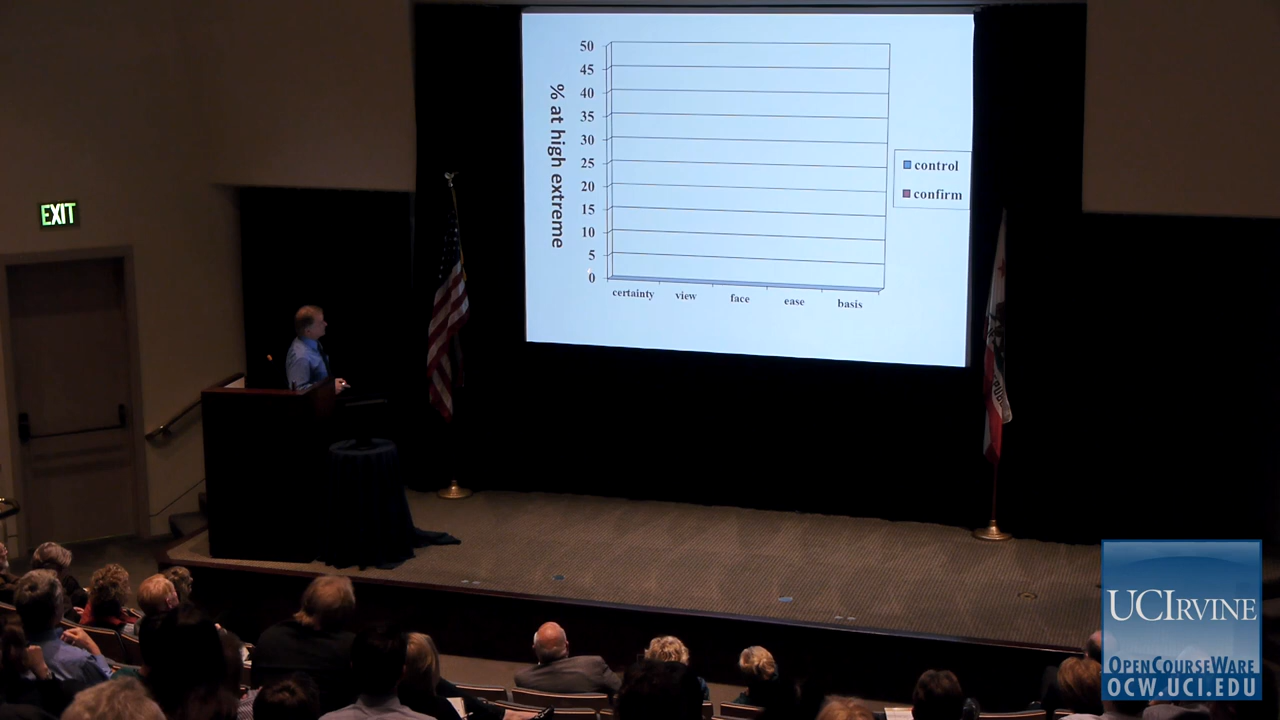 50
45
40
35
30
25
20
15
10
5
0
% at high extreme
certainty view face ease basis
control
confirm
EXIT
UCIRVINE
OPENCOURSEWARE
OCW.UCI.EDU